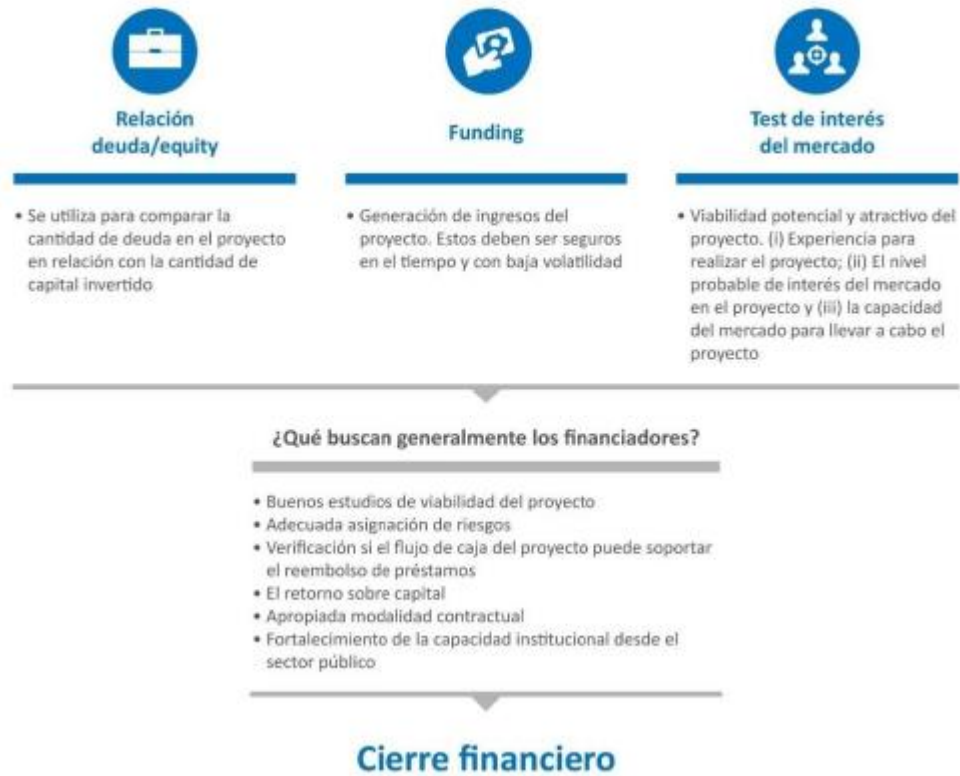 Relación
deuda/equity
• Se utiliza para comparar la
cantidad de deuda en el proyecto
en relación con la cantidad de
capital invertido
Funding
• Generación de ingresos del
proyecto. Estos deben ser seguros
en el tiempo y con baja volatilidad
Test de interés
del mercado
• Viabilidad potencial y atractivo del
proyecto. (i) Experiencia para
realizar el proyecto; (ii) El nivel
probable de interés del mercado
en el proyecto y (iii) la capacidad
del mercado para llevar a cabo el
proyecto
¿Qué buscan generalmente los financiadores?
• Buenos estudios de viabilidad del proyecto
• Adecuada asignación de riesgos
• Verificación si el flujo de caja del proyecto puede soportar
el reembolso de préstamos
• El retorno sobre capital
• Apropiada modalidad contractual
• Fortalecimiento de la capacidad institucional desde el
sector público
Cierre financiero